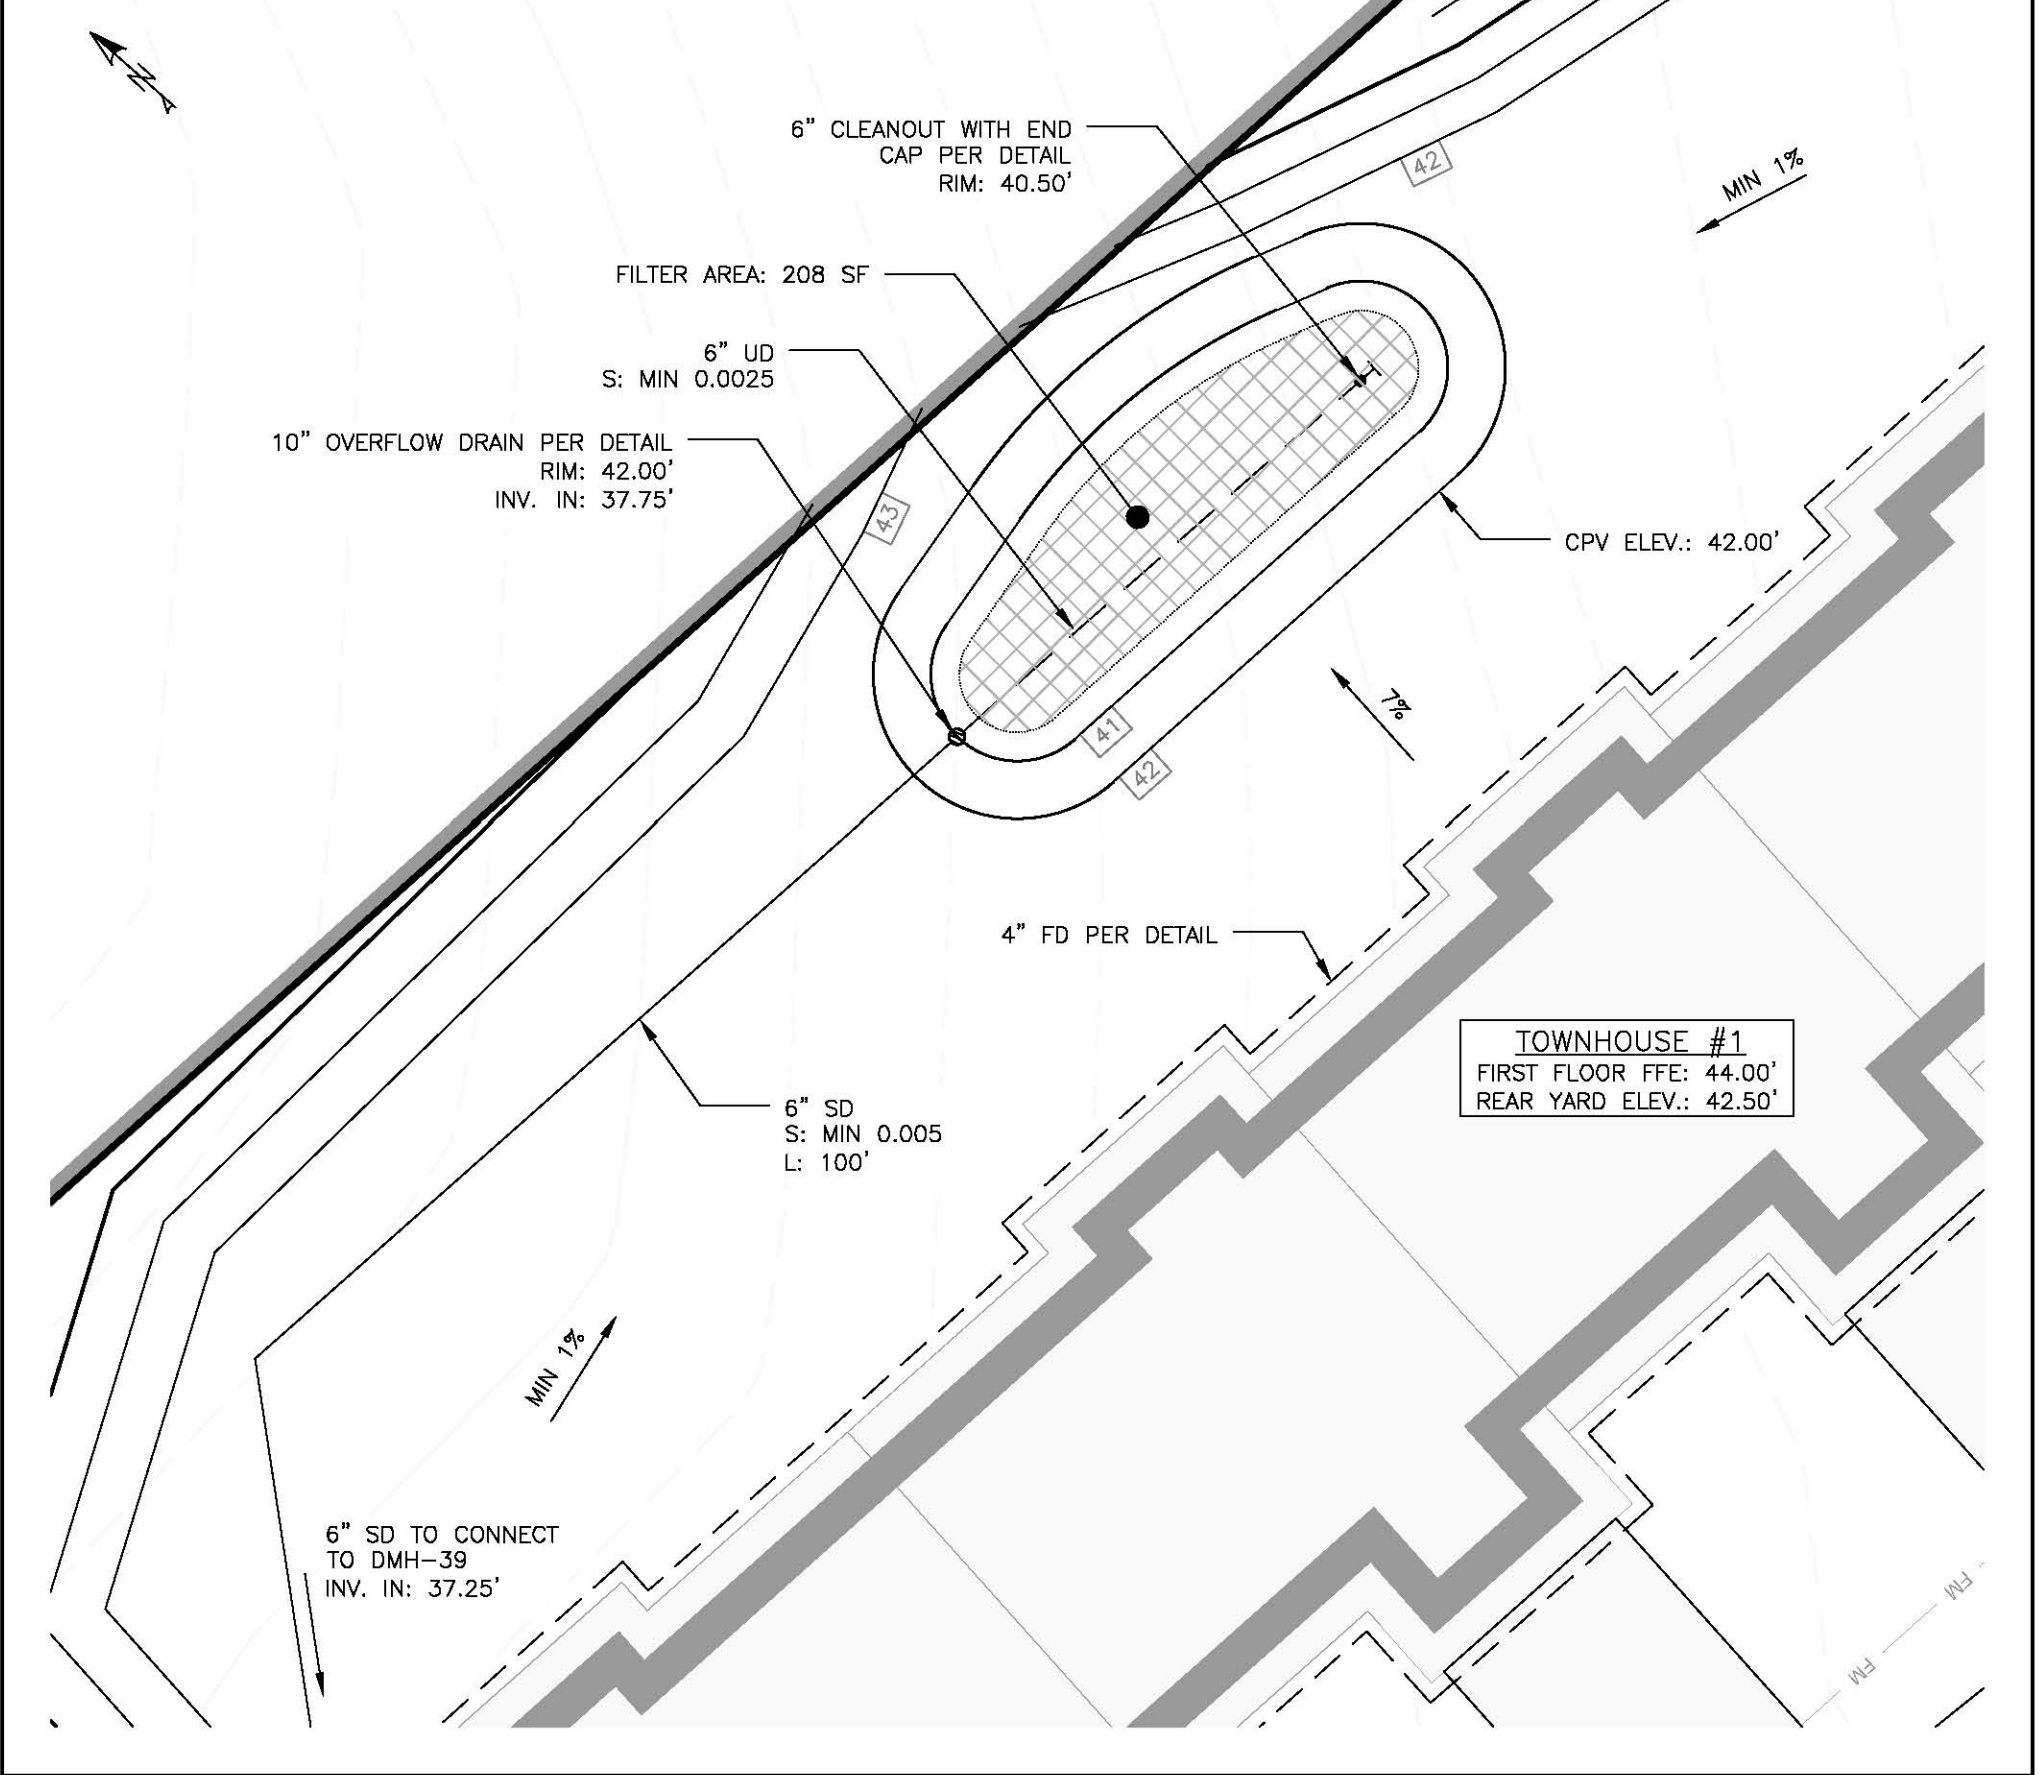 N
6" CLEANOUT WITH END
CAP PER DETAIL
RIM: 40.50'
42
MIN 1%
FILTER AREA: 208 SF
6" UD
S: MIN 0.0025
10" OVERFLOW DRAIN PER DETAIL
RIM: 42.00'
INV. IN: 37.75'
43
CPV ELEV.: 42.00'
7%
41
42
4" FD PER DETAIL
TOWNHOUSE #1
FIRST FLOOR FFE: 44.00'
REAR YARD ELEV.: 42.50'
6" SD
S: MIN 0.005
L: 100'
MIN 1%
6" SD TO CONNECT
TO DMH-39
INV. IN: 37.25'
FM
FM